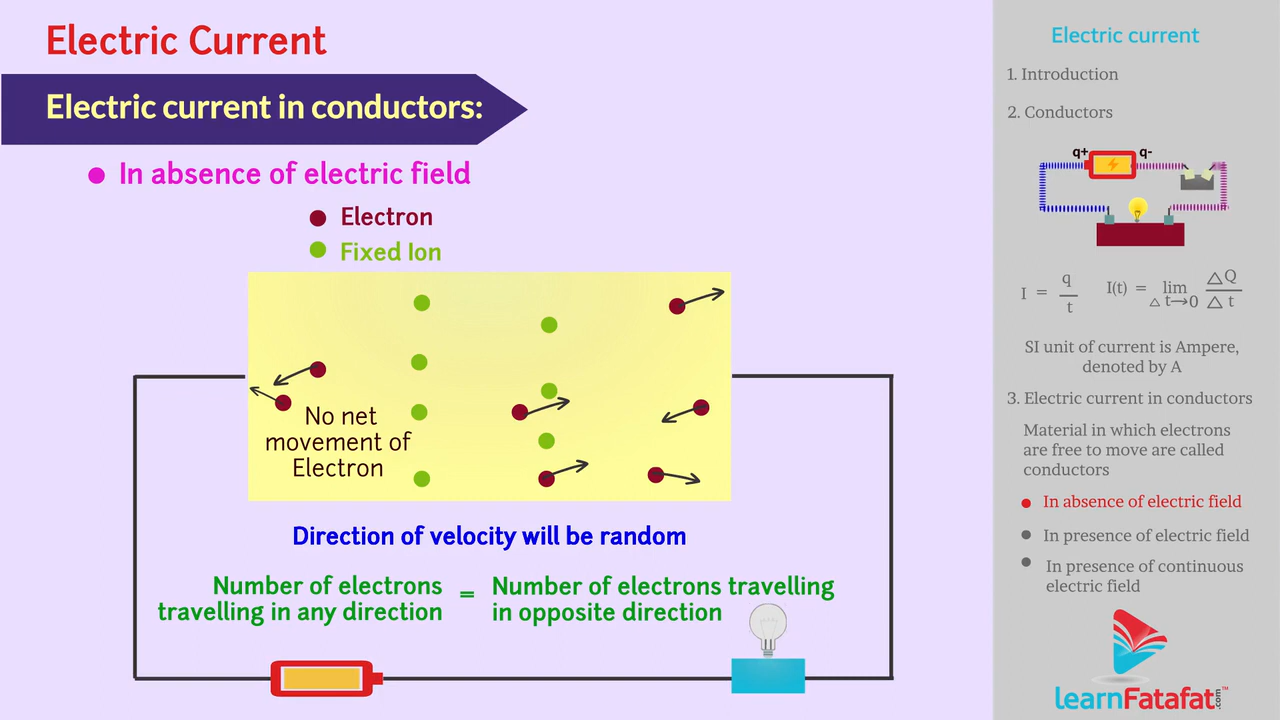 Electric Current
Electric current in conductors:
In absence of electric field
Electron
Fixed Ion
No net
movement of
Electron
Direction of velocity will be random
Number of electrons
travelling in any direction
=
Number of electrons travelling
in opposite direction
Electric current
1. Introduction
2. Conductors
q+ q-
I = q/t
I(t) = lim △t→0 △Q/△t
SI unit of current is Ampere,
denoted by A
3. Electric current in conductors
Material in which electrons
are free to move are called
conductors
In absence of electric field
In presence of electric field
In presence of continuous
electric field
learnFatafat.com™